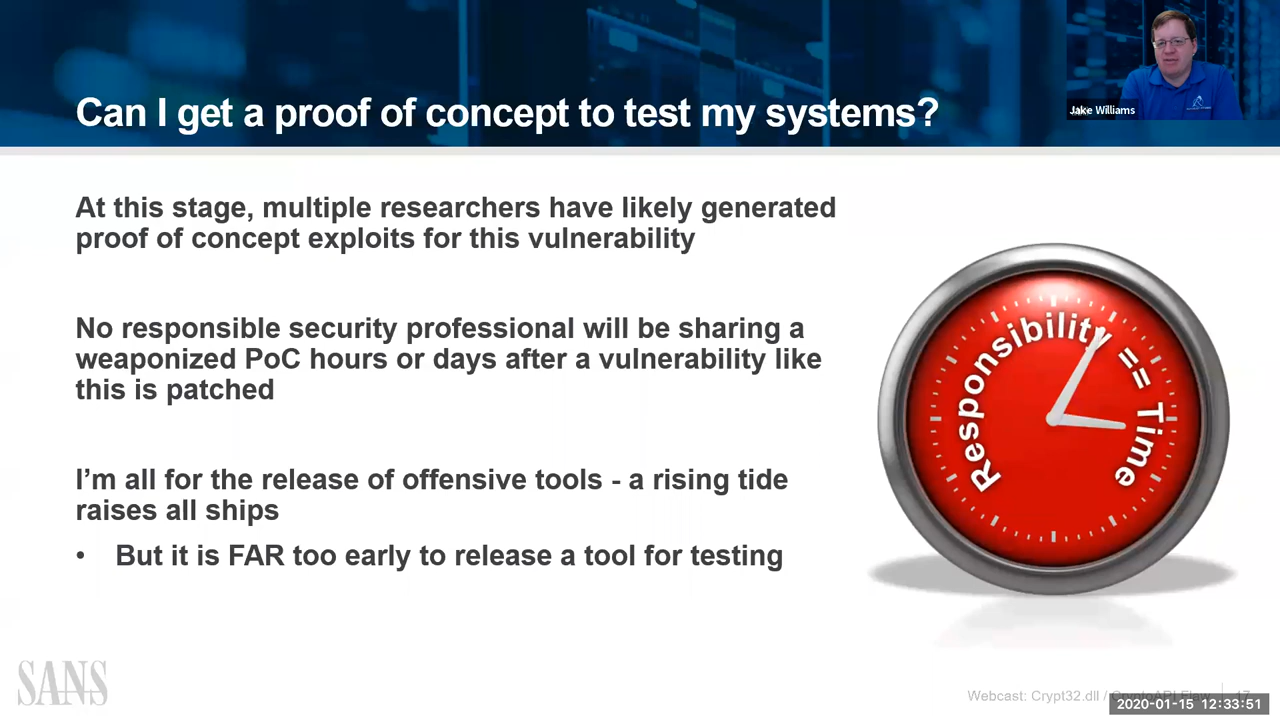 Can I get a proof of concept to test my systems?
Jake Williams
At this stage, multiple researchers have likely generated
proof of concept exploits for this vulnerability
No responsible security professional will be sharing a
weaponized PoC hours or days after a vulnerability like
this is patched
I’m all for the release of offensive tools - a rising tide
raises all ships
• But it is FAR too early to release a tool for testing
Responsibility == Time
SANS
Webcast: Crypt32.dll / CryptoAPI Flaw 17
2020-01-15 12:33:51